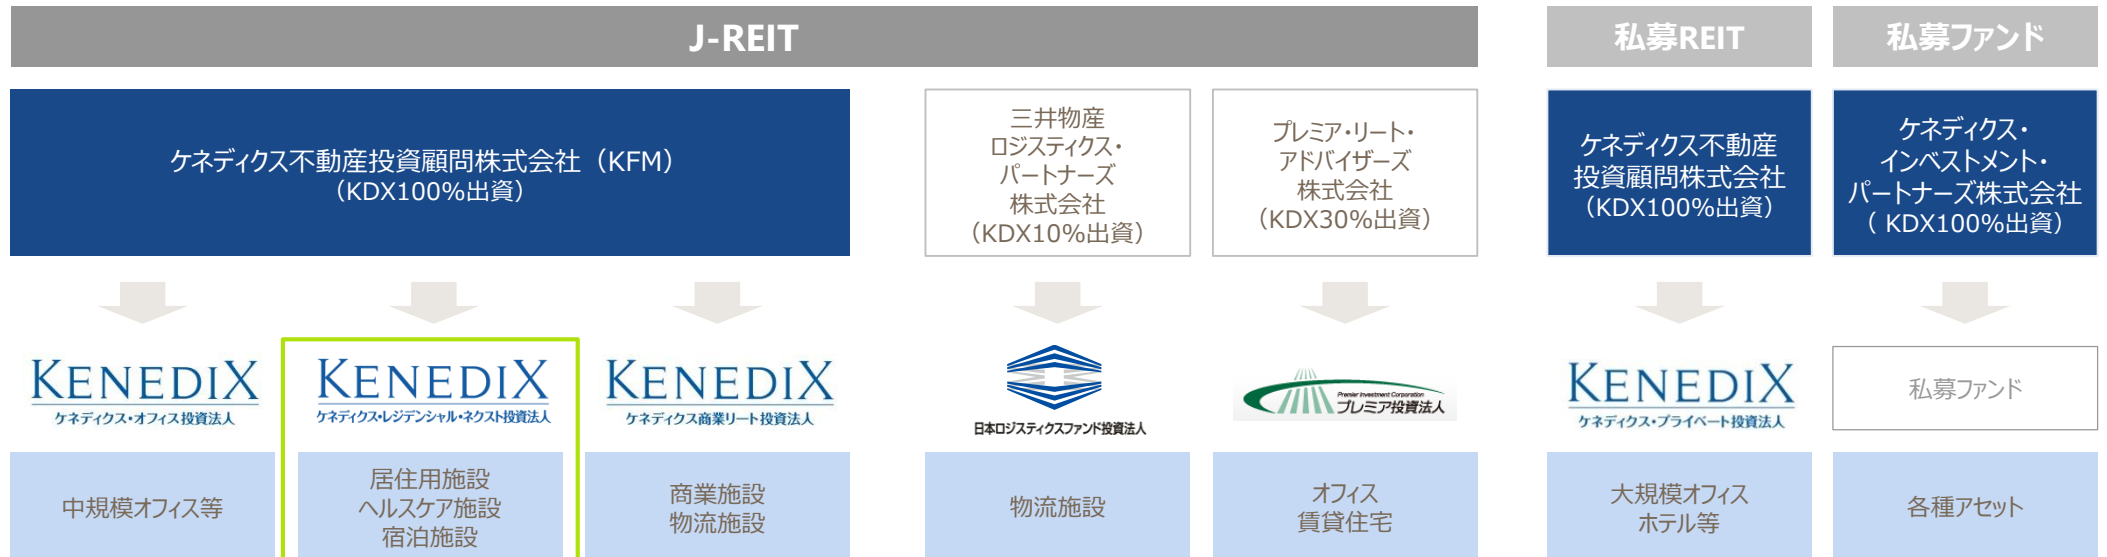 J-REIT
私募REIT
私募ファンド
ケネディクス不動産投資顧問株式会社（KFM）
（KDX100%出資）
三井物産
ロジスティクス・
パートナーズ
株式会社
（KDX10%出資）
プレミア・リート・
アドバイザーズ
株式会社
（KDX30%出資）
ケネディクス不動産
投資顧問株式会社
（KDX100%出資）
ケネディクス・
インベストメント・
パートナーズ株式会社
（ KDX100%出資）
KENEDIX
ケネディクス・オフィス投資法人
KENEDIX
ケネディクス・レジデンシャル・ネクスト投資法人
KENEDIX
ケネディクス商業リート投資法人
日本ロジスティクスファンド投資法人
Premier Investment Corporation
プレミア投資法人
KENEDIX
ケネディクス・プライベート投資法人
私募ファンド
中規模オフィス等
居住用施設
ヘルスケア施設
宿泊施設
商業施設
物流施設
物流施設
オフィス
賃貸住宅
大規模オフィス
ホテル等
各種アセット